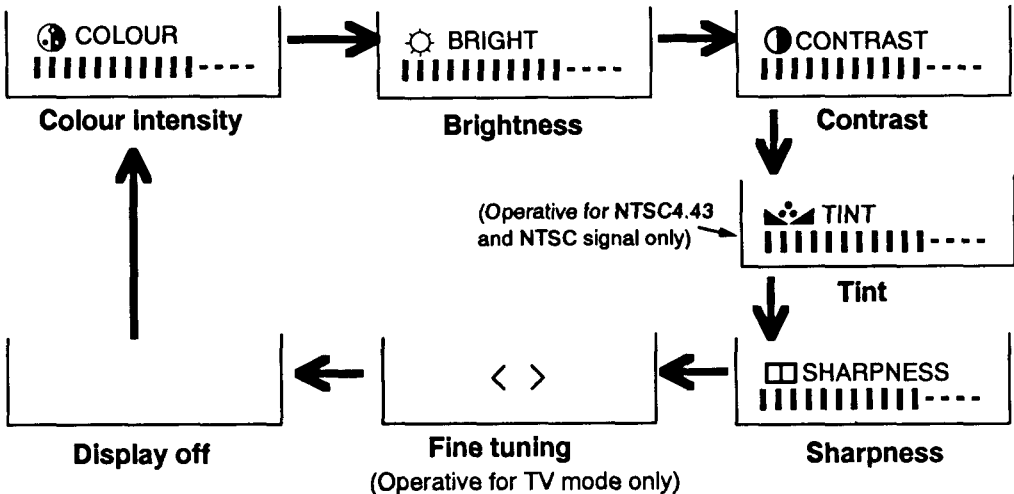 COLOUR
Colour intensity
BRIGHT
Brightness
CONTRAST
Contrast
(Operative for NTSC4.43
and NTSC signal only)
TINT
Tint
SHARPNESS
Sharpness
< >
Fine tuning
(Operative for TV mode only)
Display off